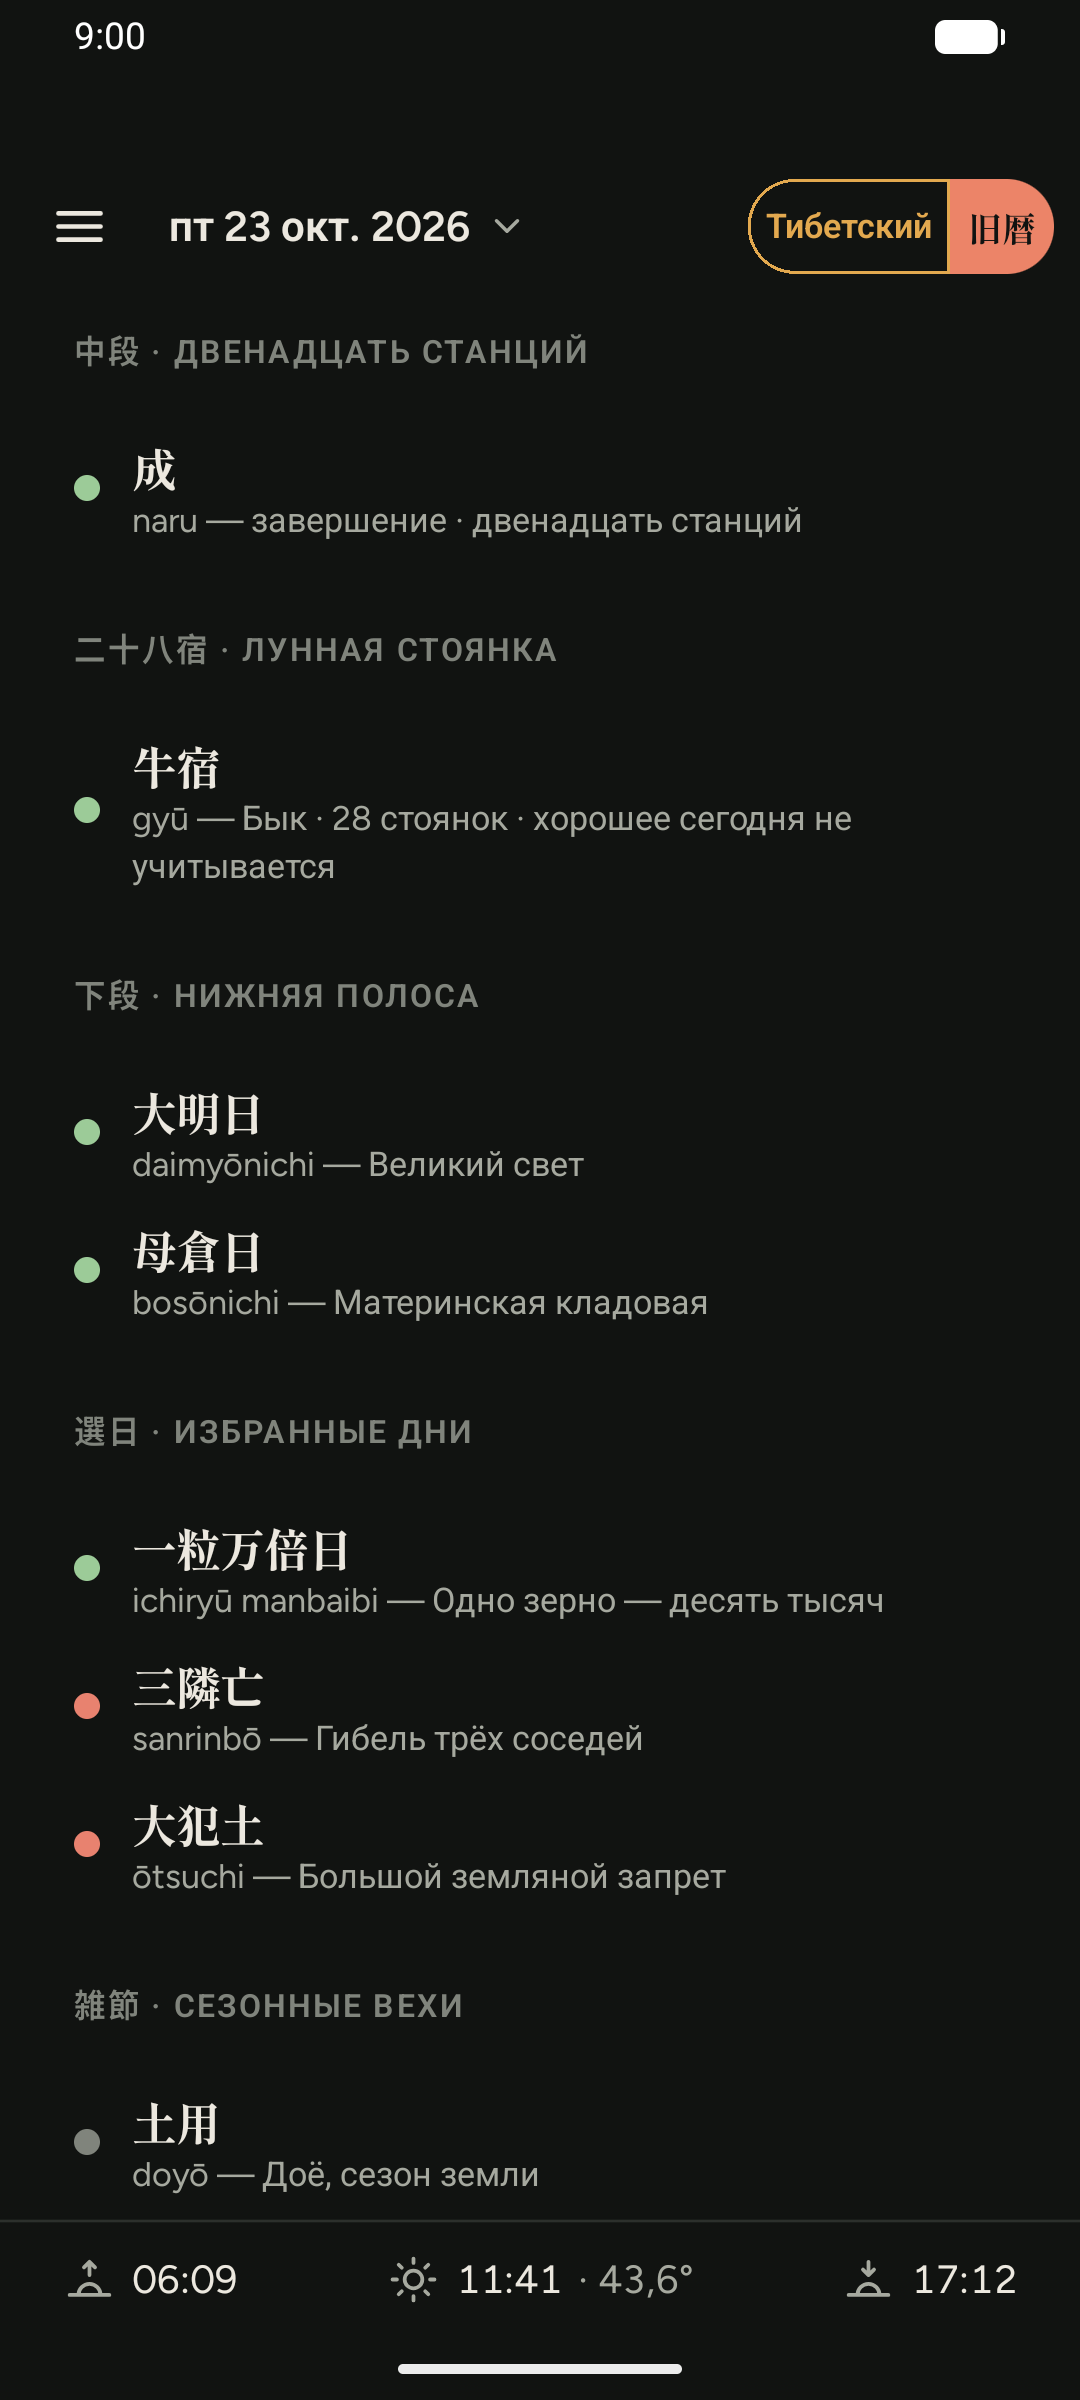 9:00
пт 23 окт. 2026
Тибетский 旧暦
中段 · ДВЕНАДЦАТЬ СТАНЦИЙ
成
naru — завершение · двенадцать станций
二十八宿 · ЛУННАЯ СТОЯНКА
牛宿
gyū — Бык · 28 стоянок · хорошее сегодня не
учитывается
下段 · НИЖНЯЯ ПОЛОСА
大明日
daimyōnichi — Великий свет
母倉日
bosōnichi — Материнская кладовая
選日 · ИЗБРАННЫЕ ДНИ
一粒万倍日
ichiryū manbaibi — Одно зерно — десять тысяч
三隣亡
sanrinbō — Гибель трёх соседей
大犯土
ōtsuchi — Большой земляной запрет
雑節 · СЕЗОННЫЕ ВЕХИ
土用
doyō — Доё, сезон земли
06:09
11:41 · 43,6°
17:12